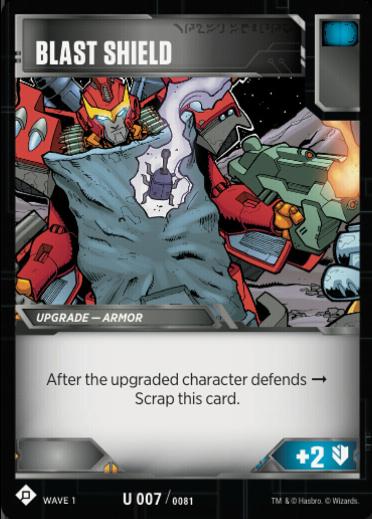 BLAST SHIELD
UPGRADE — ARMOR
After the upgraded character defends →
Scrap this card.
+2
WAVE 1 U 007 / 0081 TM & © Hasbro. © Wizards.